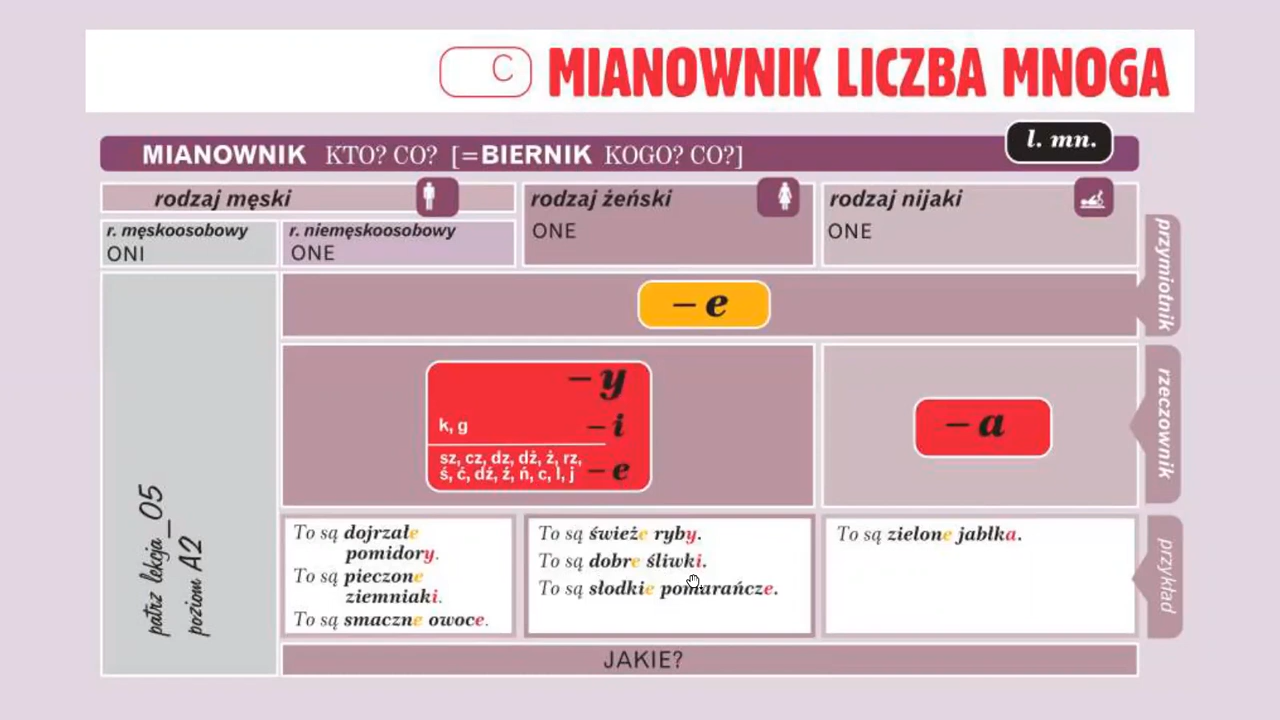 C
MIANOWNIK LICZBA MNOGA
MIANOWNIK KTO? CO? [=BIERNIK KOGO? CO?]
l. mn.
rodzaj męski
rodzaj żeński
ONE
rodzaj nijaki
ONE
r. męskoosobowy
ONI
r. niemęskoosobowy
ONE
przymiotnik
– e
rzeczownik
– y
k, g – i
sz, cz, dz, dż, ż, rz,
ś, ć, dź, ź, ń, c, l, j – e
– a
przykład
patrz lekcja_05
poziom A2
To są dojrzałe
pomidory.
To są pieczone
ziemniaki.
To są smaczne owoce.
To są świeże ryby.
To są dobre śliwki.
To są słodkie pomarańcze.
To są zielone jabłka.
JAKIE?